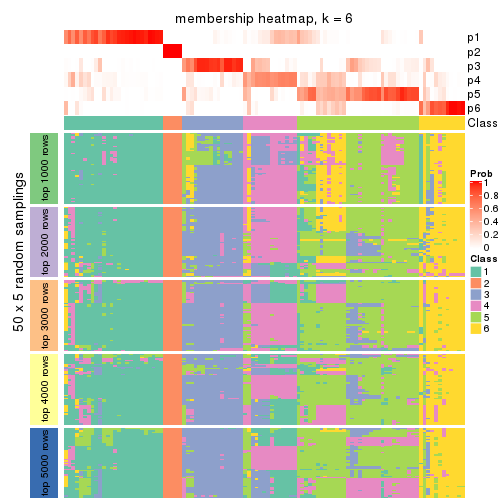 membership heatmap, k = 6
p1
p2
p3
p4
p5
p6
Class
50 x 5 random samplings
top 1000 rows
top 2000 rows
top 3000 rows
top 4000 rows
top 5000 rows
Prob
1
0.8
0.6
0.4
0.2
0
Class
1
2
3
4
5
6